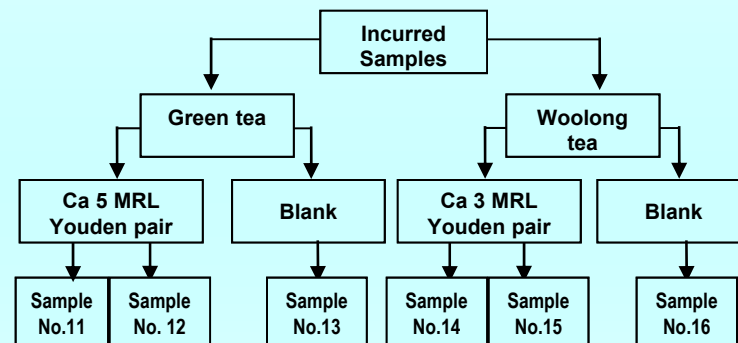 Incurred
Samples
Green tea
Woolong
tea
Ca 5 MRL
Youden pair
Blank
Ca 3 MRL
Youden pair
Blank
Sample
No.11
Sample
No. 12
Sample
No.13
Sample
No.14
Sample
No.15
Sample
No.16